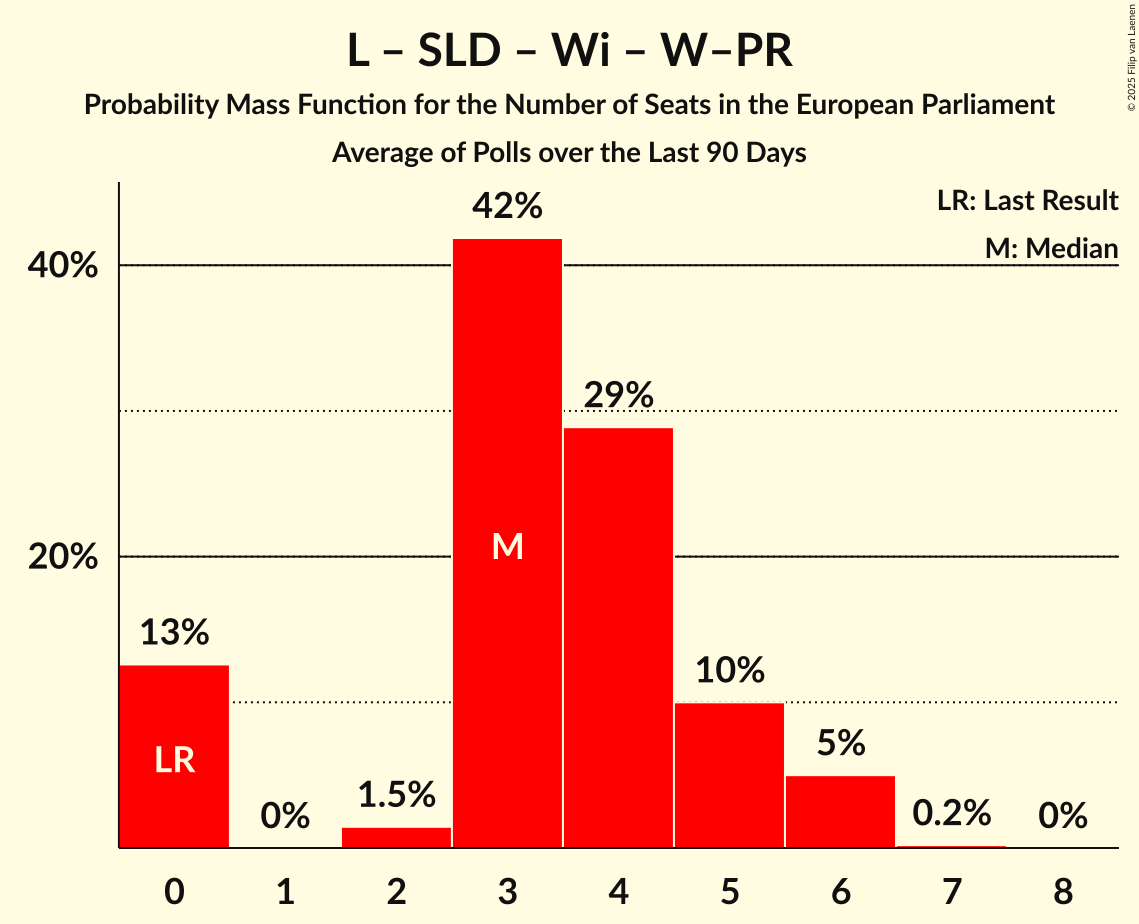 L – SLD – Wi – W–PR
Probability Mass Function for the Number of Seats in the European Parliament
Average of Polls over the Last 90 Days
© 2025 Filip van Laenen
LR: Last Result
M: Median
42%
40%
29%
M
20%
13%
10%
5%
LR
1.5%
0%
0.2%
0%
0 1 2 3 4 5 6 7 8